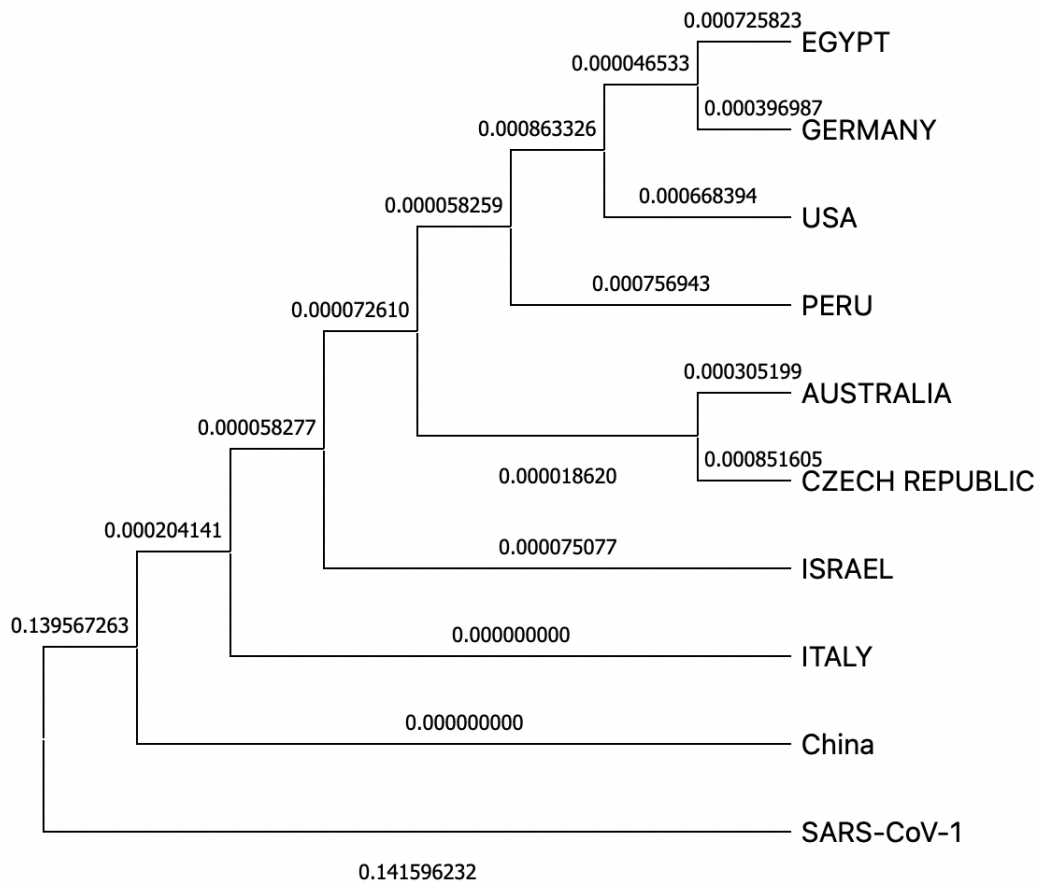 0.000725823
EGYPT
0.000046533
0.000396987
GERMANY
0.000863326
0.000668394
USA
0.000058259
0.000756943
PERU
0.000072610
0.000305199
AUSTRALIA
0.000058277
0.000851605
CZECH REPUBLIC
0.000018620
0.000204141
0.000075077
ISRAEL
0.139567263
0.000000000
ITALY
0.000000000
China
SARS-CoV-1
0.141596232